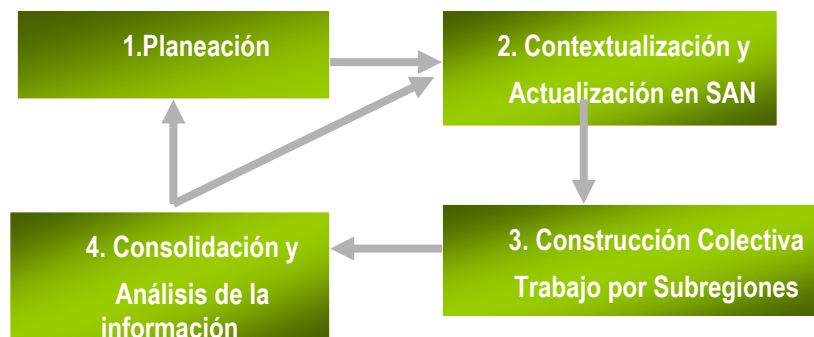 1.Planeación
2. Contextualización y
Actualización en SAN
3. Construcción Colectiva
Trabajo por Subregiones
4. Consolidación y
Análisis de la
información